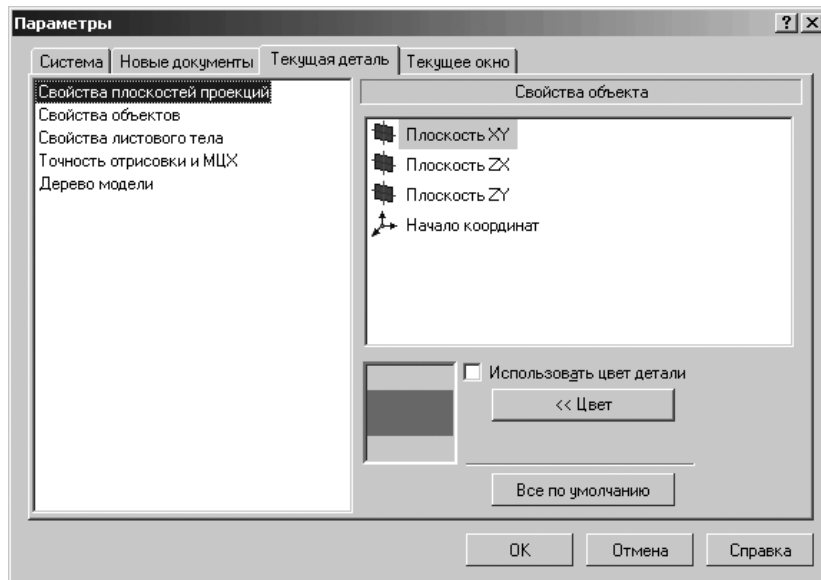 Параметры
Система Новые документы Текущая деталь Текущее окно
Свойства плоскостей проекций
Свойства объектов
Свойства листового тела
Точность отрисовки и МЦХ
Дерево модели
Свойства объекта
Плоскость XY
Плоскость ZX
Плоскость ZY
Начало координат
Использовать цвет детали
<< Цвет
Все по умолчанию
OK Отмена Справка